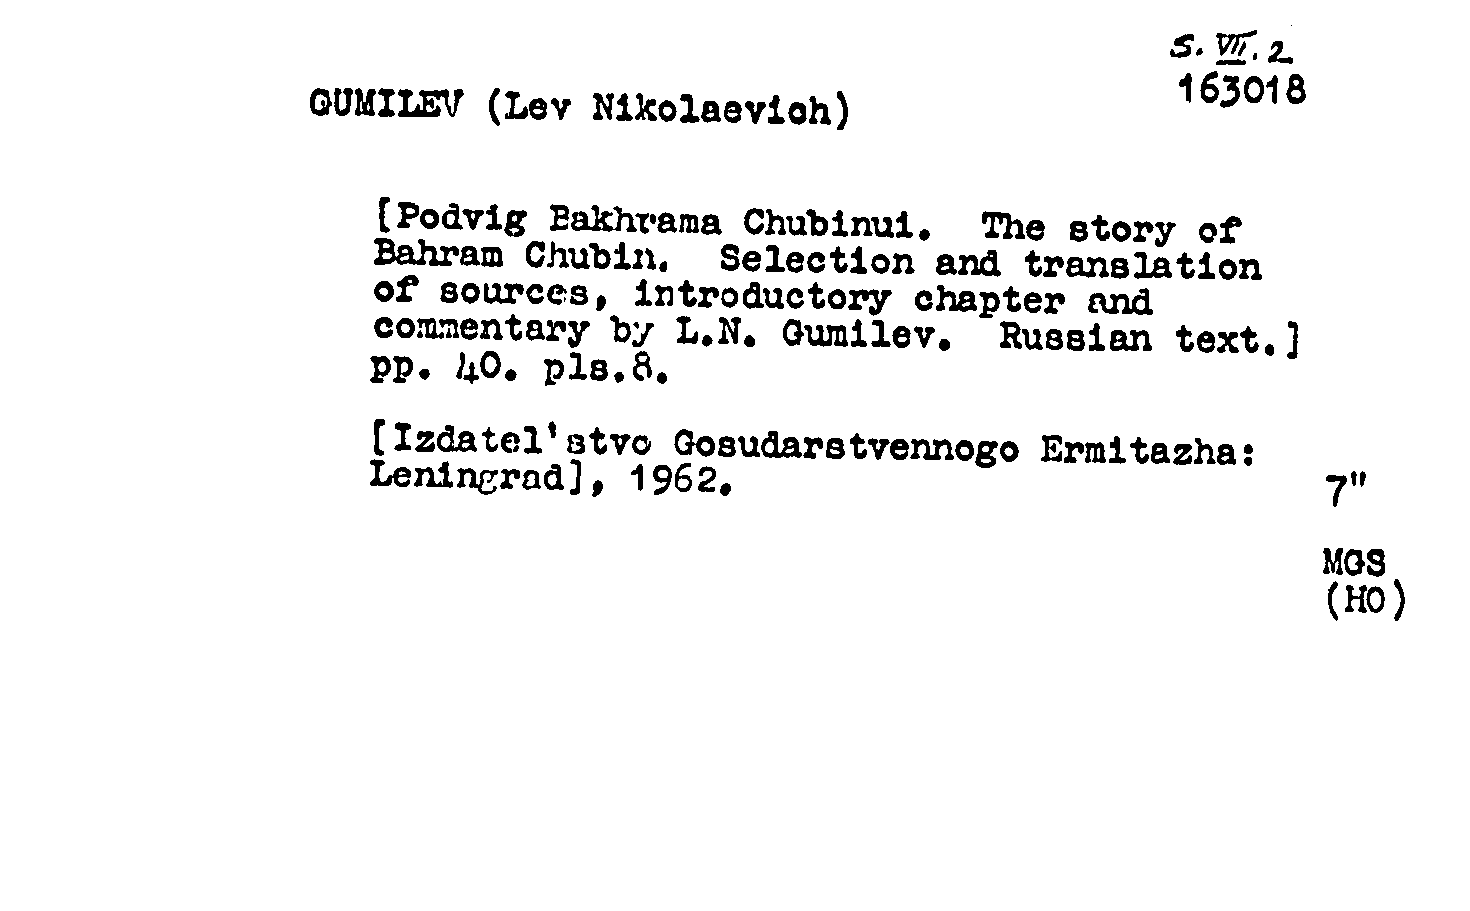 S. VII. 2
163018
GUMILEV (Lev Nikolaevich)
[Podvig Bakhrama Chubinui. The story of
Bahram Chubin. Selection and translation
of sources, introductory chapter and
commentary by L.N. Gumilev. Russian text.]
pp. 40. pls.8.
[Izdatel'stvo Gosudarstvennogo Ermitazha:
Leningrad], 1962.
7"
MGS
(HO)